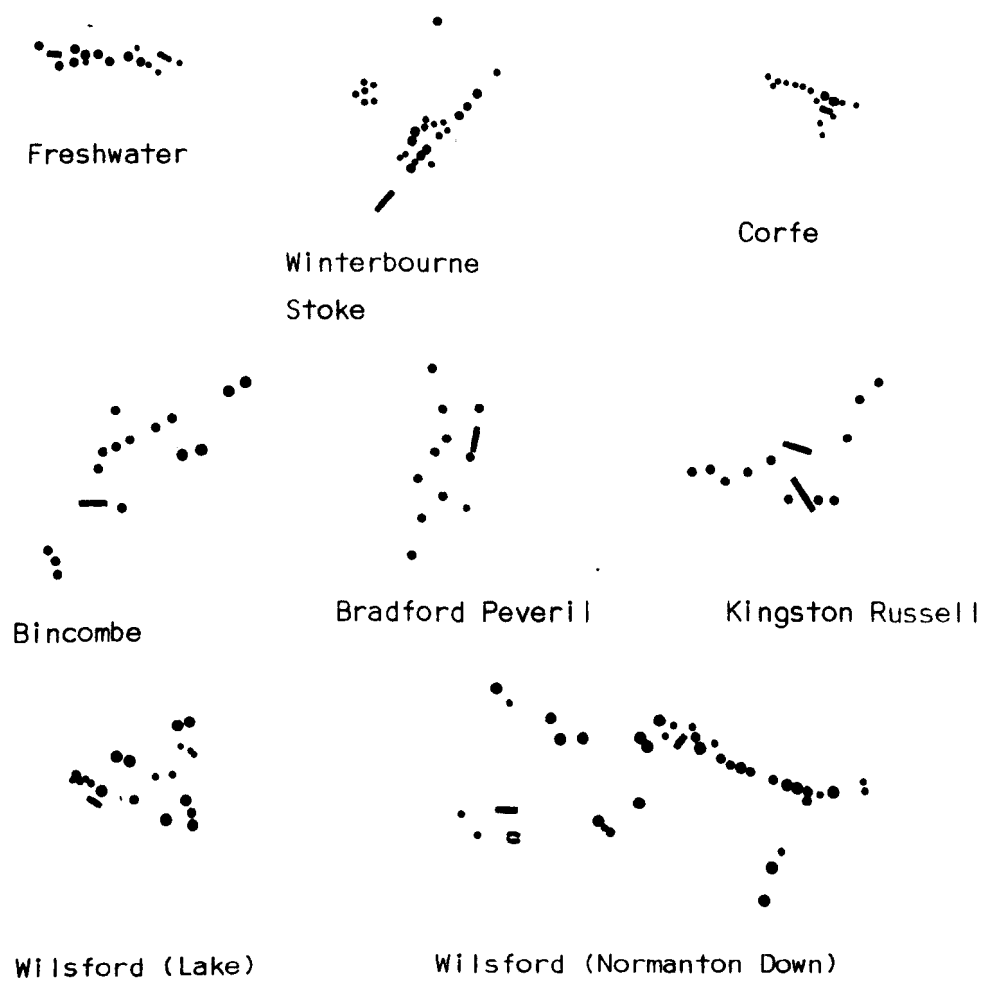 Freshwater
Winterbourne
Stoke
Corfe
Bincombe
Bradford Peveril
Kingston Russell
Wilsford (Lake)
Wilsford (Normanton Down)